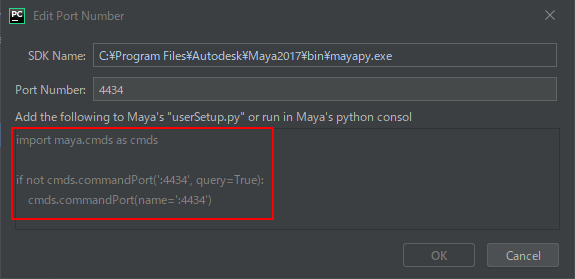 PC
Edit Port Number
SDK Name: C:¥Program Files¥Autodesk¥Maya2017¥bin¥mayapy.exe
Port Number: 4434
Add the following to Maya's "userSetup.py" or run in Maya's python consol
import maya.cmds as cmds
if not cmds.commandPort(':4434', query=True):
    cmds.commandPort(name=':4434')
OK Cancel